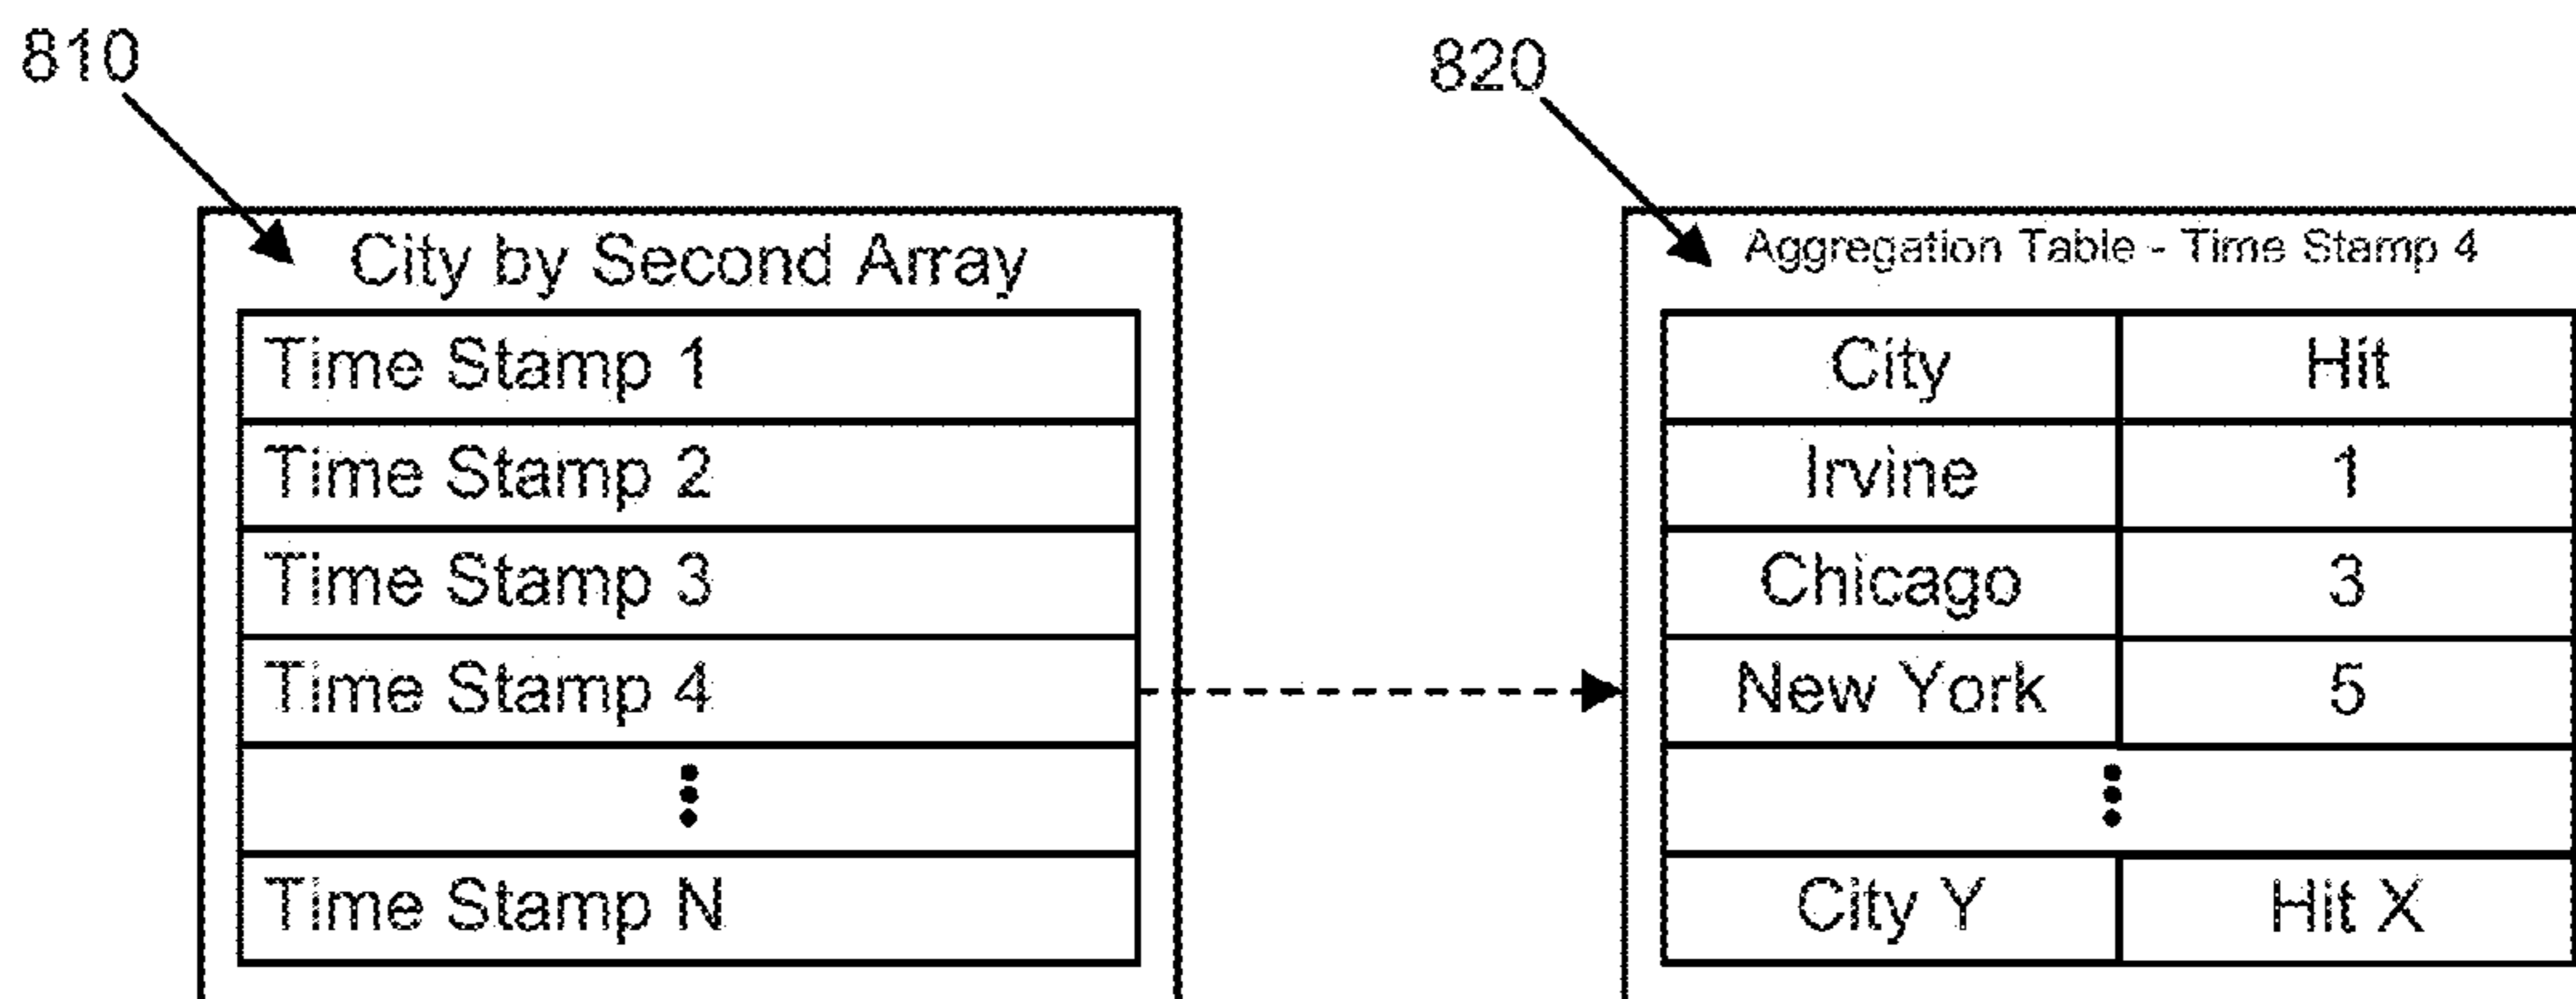 810
820
City by Second Array
Time Stamp 1
Time Stamp 2
Time Stamp 3
Time Stamp 4
Time Stamp N
Aggregation Table - Time Stamp 4
City Hit
Irvine 1
Chicago 3
New York 5
City Y Hit X